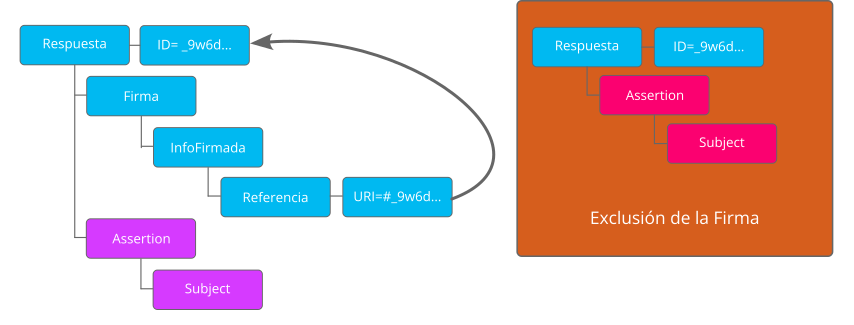 Respuesta
ID= _9w6d...
Firma
InfoFirmada
Referencia
URI=#_9w6d...
Assertion
Subject
Respuesta
ID=_9w6d...
Assertion
Subject
Exclusión de la Firma